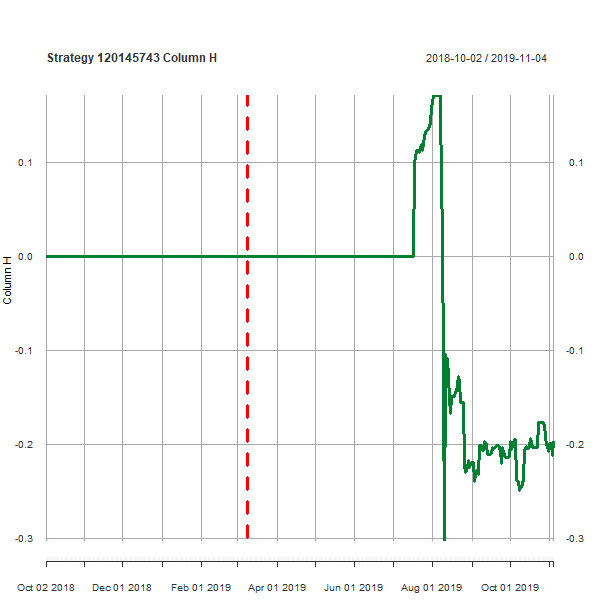 Strategy 120145743 Column H 2018-10-02 / 2019-11-04
Column H
0.1 0.1
0.0 0.0
-0.1 -0.1
-0.2 -0.2
-0.3 -0.3
Oct 02 2018 Dec 01 2018 Feb 01 2019 Apr 01 2019 Jun 01 2019 Aug 01 2019 Oct 01 2019